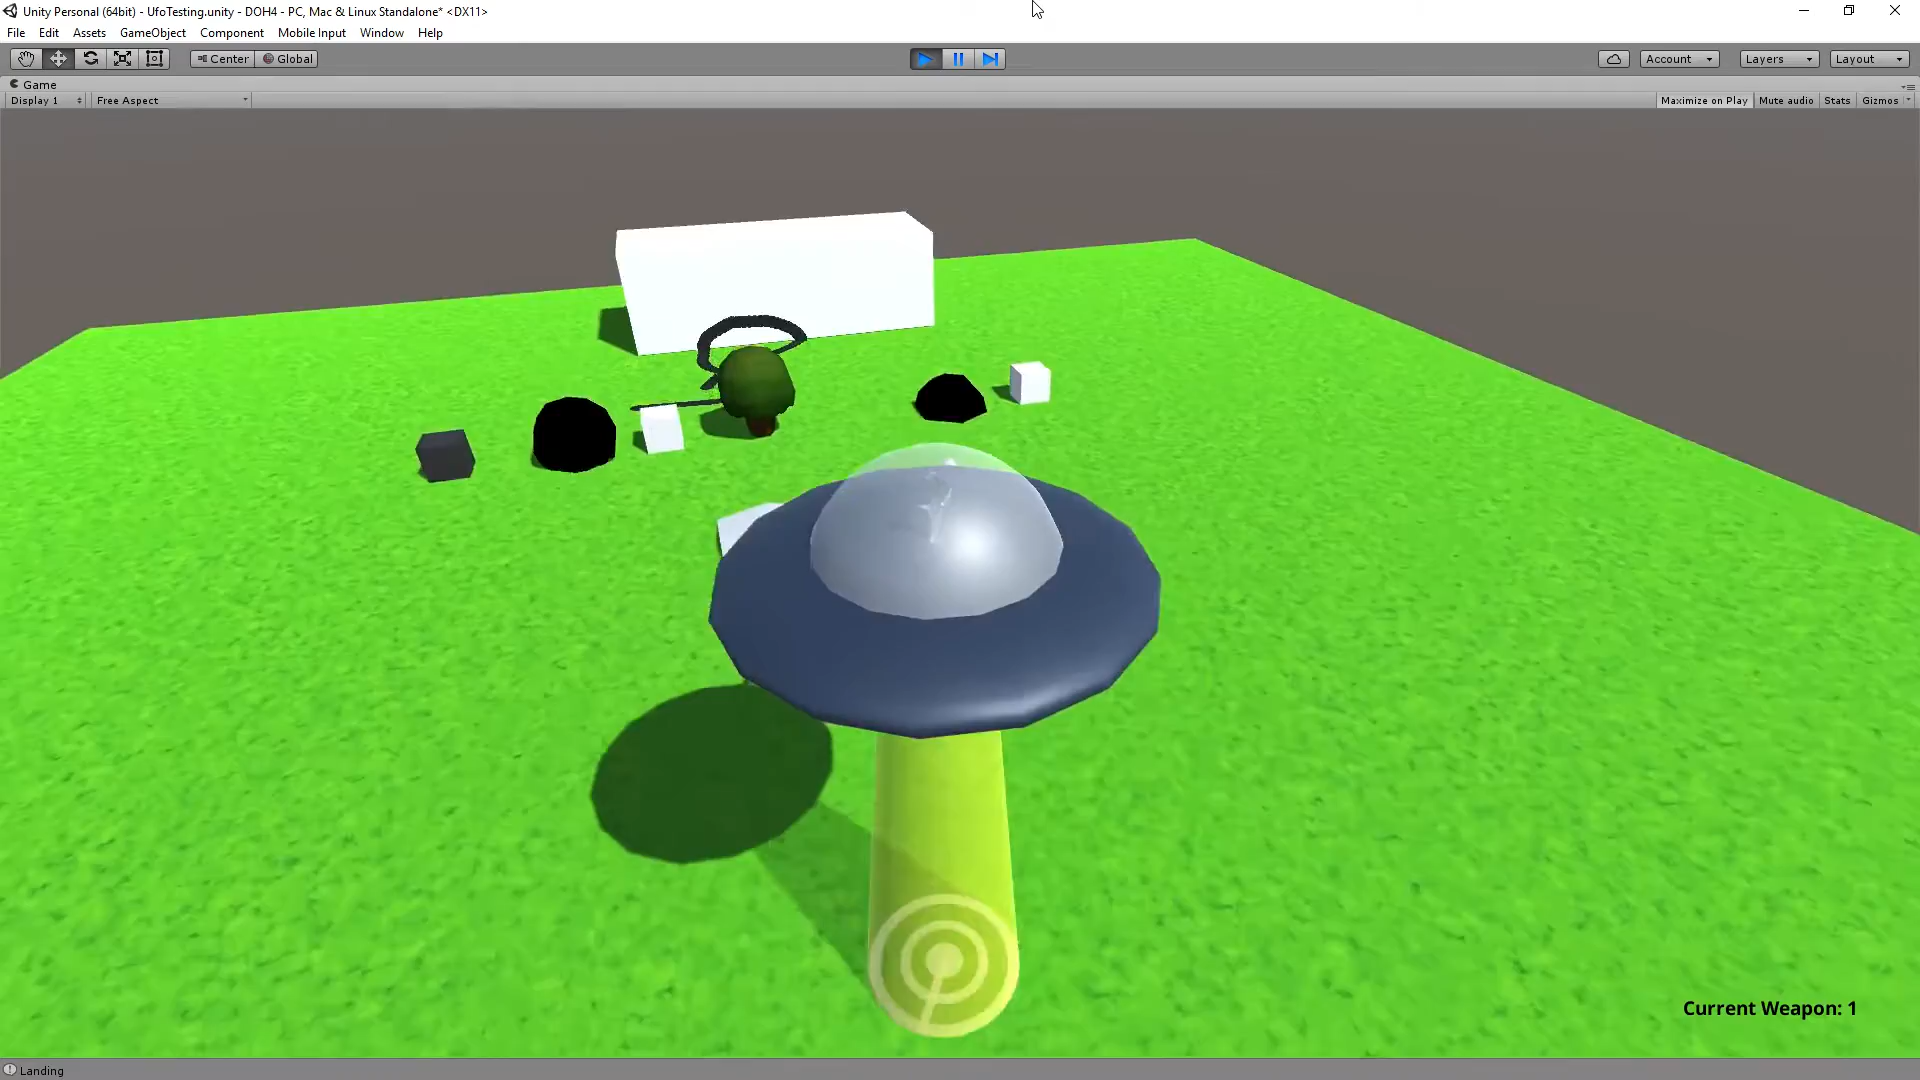 Unity Personal (64bit) - UfoTesting.unity - DOH4 - PC, Mac & Linux Standalone* <DX11>
File Edit Assets GameObject Component Mobile Input Window Help
Center Global Account Layers Layout
Game
Display 1 Free Aspect Maximize on Play Mute audio Stats Gizmos
Current Weapon: 1
Landing